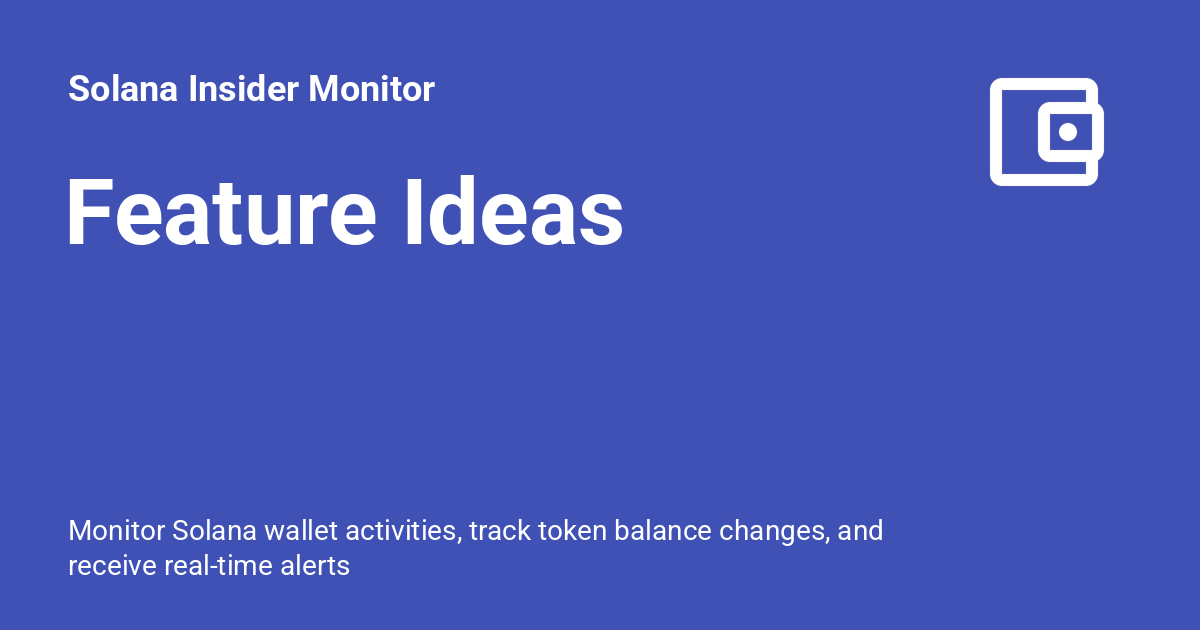 Solana Insider Monitor
Feature Ideas
Monitor Solana wallet activities, track token balance changes, and
receive real-time alerts